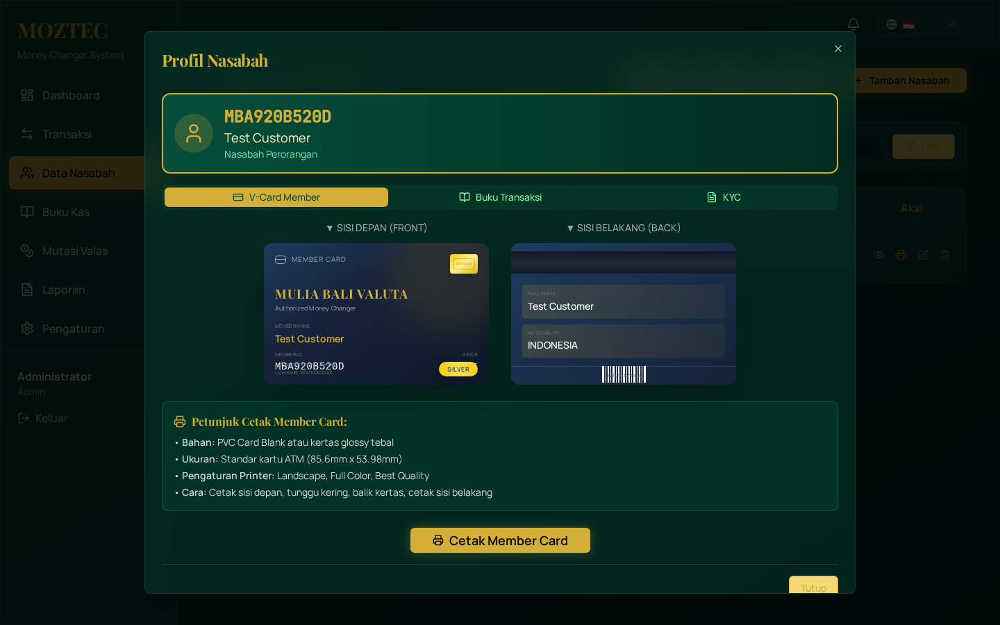 MOZTEC
Money Changer System
Dashboard
Transaksi
Data Nasabah
Buku Kas
Mutasi Valas
Laporan
Pengaturan
Administrator
Admin
Keluar
Tambah Nasabah
Filter
Aksi
Profil Nasabah
MBA920B520D
Test Customer
Nasabah Perorangan
V-Card Member
Buku Transaksi
KYC
▼ SISI DEPAN (FRONT)
MEMBER CARD
MULIA BALI VALUTA
Authorized Money Changer
MEMBER NAME
Test Customer
MEMBER ID
SINCE
MBA920B520D
License BI: XXX/XXX/XXXX
SILVER
▼ SISI BELAKANG (BACK)
FULL NAME
Test Customer
NATIONALITY
INDONESIA
Petunjuk Cetak Member Card:
• Bahan: PVC Card Blank atau kertas glossy tebal
• Ukuran: Standar kartu ATM (85.6mm x 53.98mm)
• Pengaturan Printer: Landscape, Full Color, Best Quality
• Cara: Cetak sisi depan, tunggu kering, balik kertas, cetak sisi belakang
Cetak Member Card
Tutup